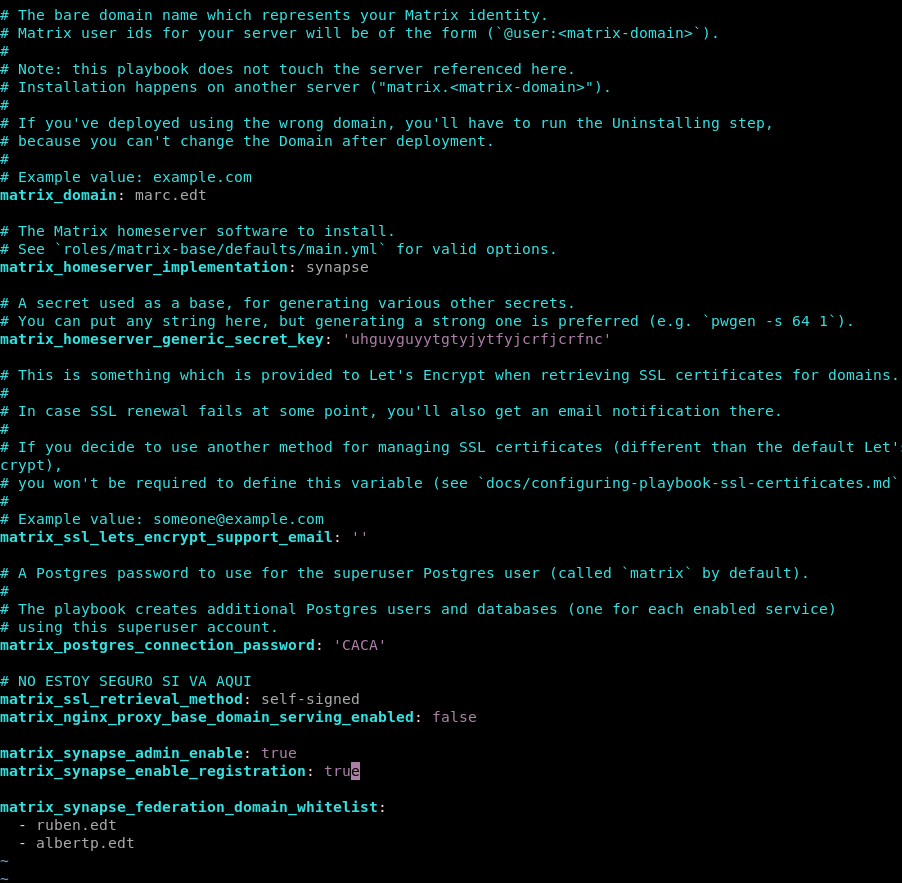 # The bare domain name which represents your Matrix identity.
# Matrix user ids for your server will be of the form (`@user:<matrix-domain>`).
#
# Note: this playbook does not touch the server referenced here.
# Installation happens on another server ("matrix.<matrix-domain>").
#
# If you've deployed using the wrong domain, you'll have to run the Uninstalling step,
# because you can't change the Domain after deployment.
#
# Example value: example.com
matrix_domain: marc.edt
# The Matrix homeserver software to install.
# See `roles/matrix-base/defaults/main.yml` for valid options.
matrix_homeserver_implementation: synapse
# A secret used as a base, for generating various other secrets.
# You can put any string here, but generating a strong one is preferred (e.g. `pwgen -s 64 1`).
matrix_homeserver_generic_secret_key: 'uhguyguyytgtyjytfyjcrfjcrfnc'
# This is something which is provided to Let's Encrypt when retrieving SSL certificates for domains.
#
# In case SSL renewal fails at some point, you'll also get an email notification there.
#
# If you decide to use another method for managing SSL certificates (different than the default Let's
crypt),
# you won't be required to define this variable (see `docs/configuring-playbook-ssl-certificates.md`
#
# Example value: someone@example.com
matrix_ssl_lets_encrypt_support_email: ''
# A Postgres password to use for the superuser Postgres user (called `matrix` by default).
#
# The playbook creates additional Postgres users and databases (one for each enabled service)
# using this superuser account.
matrix_postgres_connection_password: 'CACA'
# NO ESTOY SEGURO SI VA AQUI
matrix_ssl_retrieval_method: self-signed
matrix_nginx_proxy_base_domain_serving_enabled: false
matrix_synapse_admin_enable: true
matrix_synapse_enable_registration: true
matrix_synapse_federation_domain_whitelist:
- ruben.edt
- albertp.edt
~
~